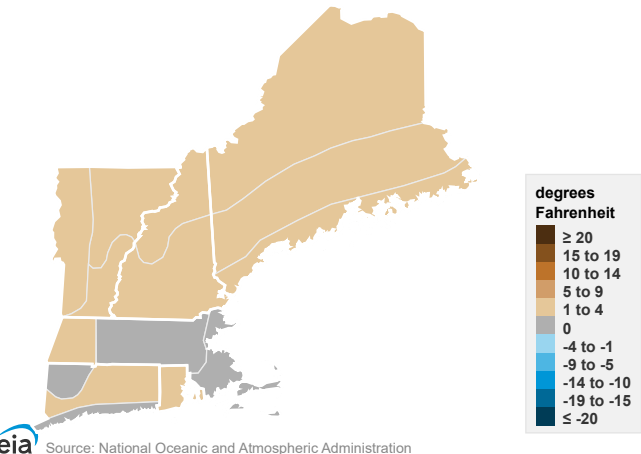 degrees
Fahrenheit
≥ 20
15 to 19
10 to 14
5 to 9
1 to 4
0
-4 to -1
-9 to -5
-14 to -10
-19 to -15
≤ -20
eia Source: National Oceanic and Atmospheric Administration